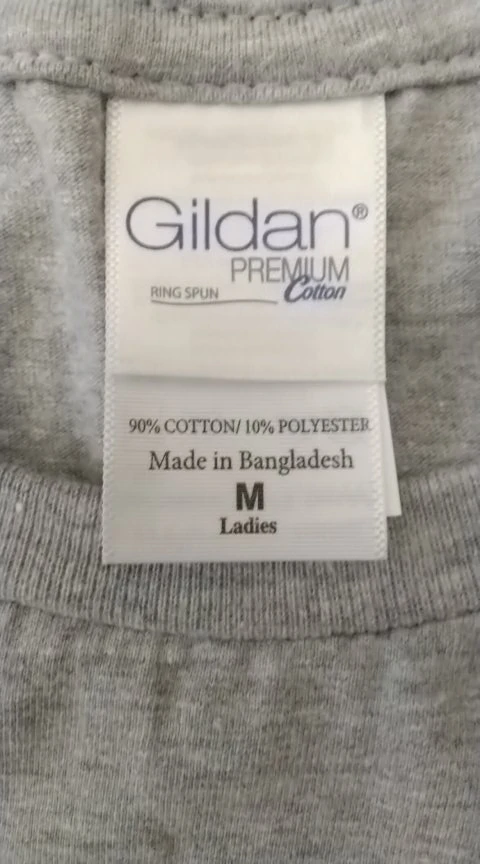 Gildan®
PREMIUM
RING SPUN Cotton
90% COTTON/ 10% POLYESTER
Made in Bangladesh
M
Ladies